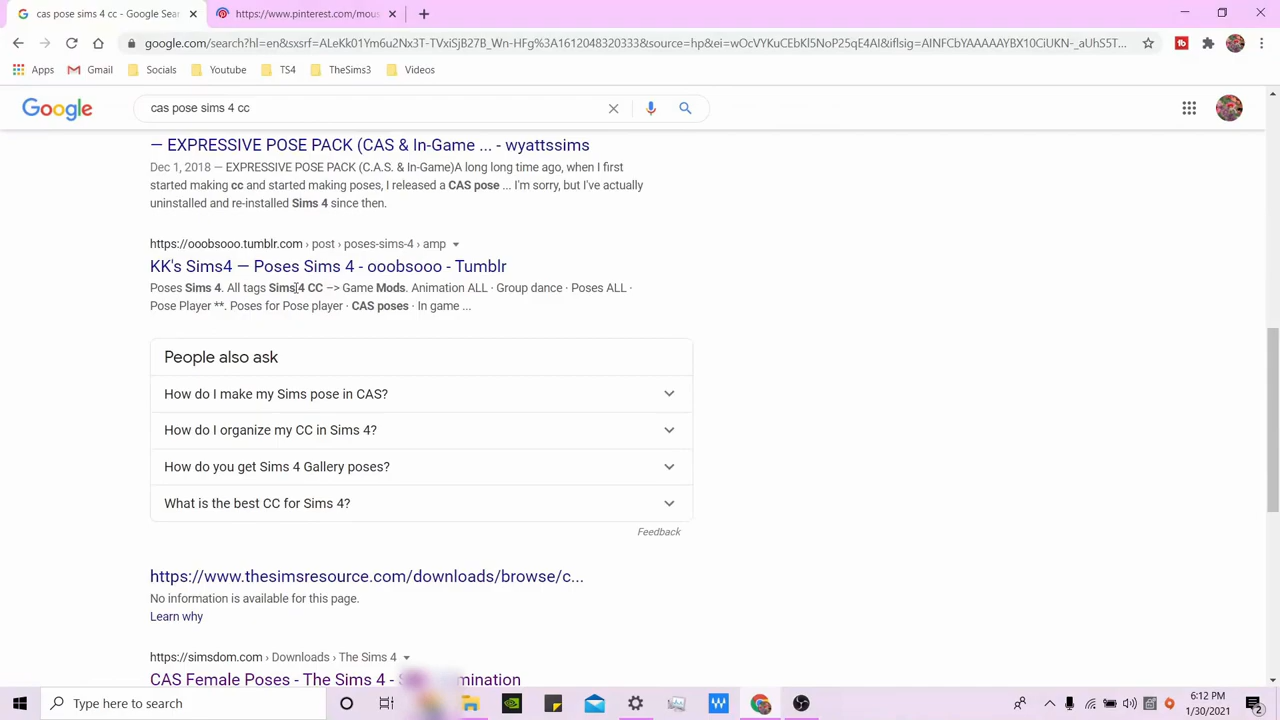 cas pose sims 4 cc - Google Sear
https://www.pinterest.com/mous
google.com/search?hl=en&sxsrf=ALeKk01Ym6u2Nx3T-TVxiSjB27B_Wn-HFg%3A1612048320333&source=hp&ei=wOcVYKuCEbKl5NoP25qE4AI&iflsig=AINFCbYAAAAAYBX10CiUKN-_aUhS5T...
Apps
Gmail
Socials
Youtube
TS4
TheSims3
Videos
Google
cas pose sims 4 cc
— EXPRESSIVE POSE PACK (CAS & In-Game ... - wyattssims
Dec 1, 2018 — EXPRESSIVE POSE PACK (C.A.S. & In-Game)A long long time ago, when I first
started making cc and started making poses, I released a CAS pose ... I'm sorry, but I've actually
uninstalled and re-installed Sims 4 since then.
https://ooobsooo.tumblr.com › post › poses-sims-4 › amp
KK's Sims4 — Poses Sims 4 - ooobsooo - Tumblr
Poses Sims 4. All tags Sims 4 CC –> Game Mods. Animation ALL · Group dance · Poses ALL ·
Pose Player **. Poses for Pose player · CAS poses · In game ...
People also ask
How do I make my Sims pose in CAS?
How do I organize my CC in Sims 4?
How do you get Sims 4 Gallery poses?
What is the best CC for Sims 4?
Feedback
https://www.thesimsresource.com/downloads/browse/c...
No information is available for this page.
Learn why
https://simsdom.com › Downloads › The Sims 4
CAS Female Poses - The Sims 4 -
Type here to search
6:12 PM
1/30/2021
2